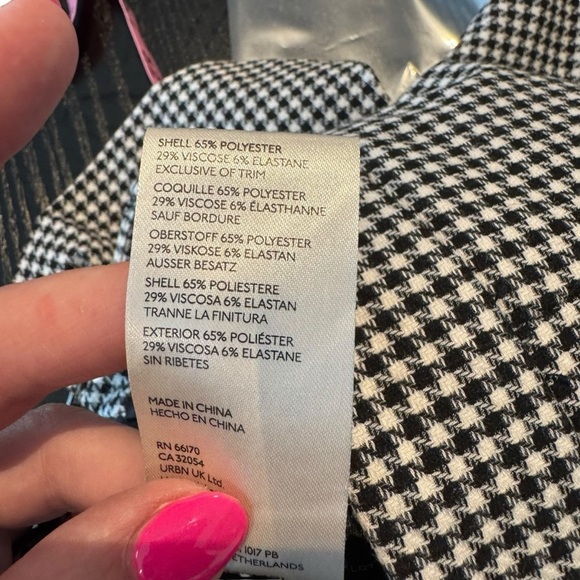 SHELL 65% POLYESTER
29% VISCOSE 6% ELASTANE
EXCLUSIVE OF TRIM
COQUILLE 65% POLYESTER
29% VISCOSE 6% ÉLASTHANNE
SAUF BORDURE
OBERSTOFF 65% POLYESTER
29% VISKOSE 6% ELASTAN
AUSSER BESATZ
SHELL 65% POLIESTERE
29% VISCOSA 6% ELASTAN
TRANNE LA FINITURA
EXTERIOR 65% POLIÉSTER
29% VISCOSA 6% ELASTANE
SIN RIBETES
MADE IN CHINA
HECHO EN CHINA
RN 66170
CA 32054
URBN UK Ltd.
1017 PB